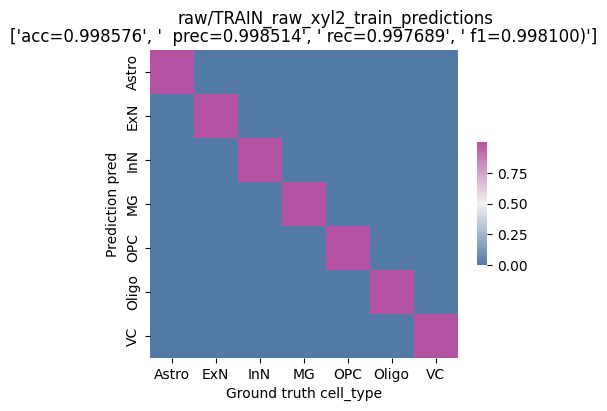 raw/TRAIN_raw_xyl2_train_predictions
['acc=0.998576', '  prec=0.998514', ' rec=0.997689', ' f1=0.998100)']
Astro
ExN
InN
MG
OPC
Oligo
VC
Prediction pred
0.75
0.50
0.25
0.00
Astro ExN InN MG OPC Oligo VC
Ground truth cell_type